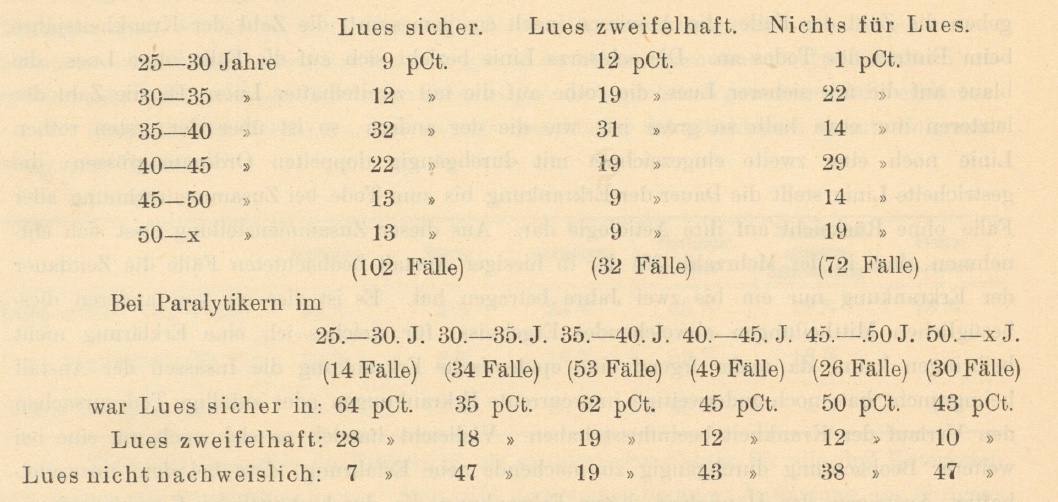 Lues sicher. Lues zweifelhaft. Nichts für Lues.
25—30 Jahre 9 pCt. 12 pCt. 1 pCt.
30—35 » 12 » 19 » 22 »
35—40 » 32 » 31 » 14 »
40—45 » 22 » 19 » 29 »
45—50 » 13 » 9 » 14 »
50—x » 13 » 9 » 19 »
(102 Fälle) (32 Fälle) (72 Fälle)
Bei Paralytikern im
25.—30. J. 30.—35. J. 35.—40. J. 40.—45. J. 45.—.50 J. 50.—x J.
(14 Fälle) (34 Fälle) (53 Fälle) (49 Fälle) (26 Fälle) (30 Fälle)
war Lues sicher in: 64 pCt. 35 pCt. 62 pCt. 45 pCt. 50 pCt. 43 pCt.
Lues zweifelhaft: 28 » 18 » 19 » 12 » 12 » 10 »
Lues nicht nachweislich: 7 » 47 » 19 » 43 » 38 » 47 »